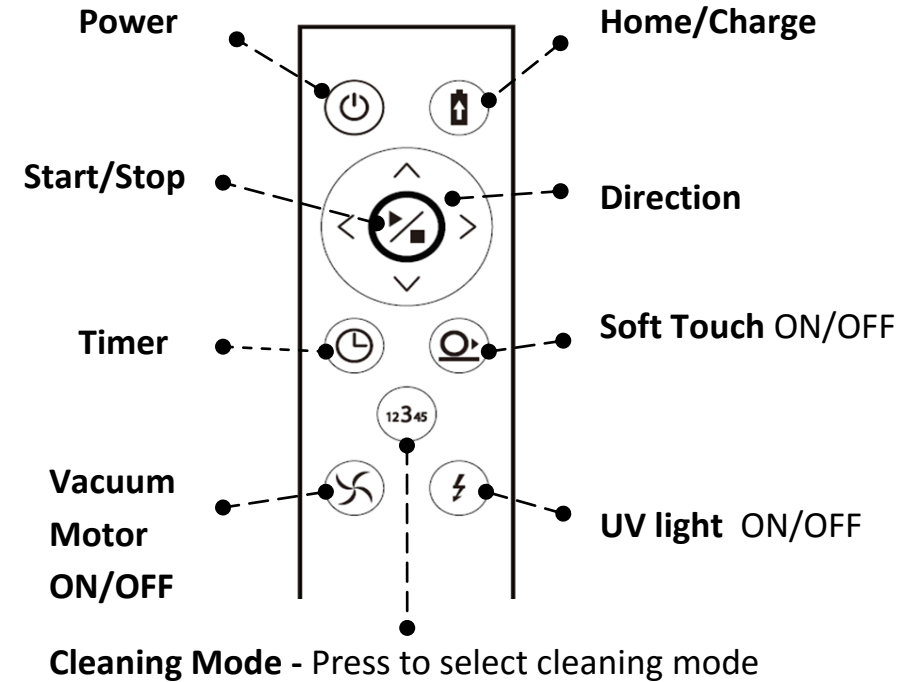 Power
Home/Charge
Start/Stop
Direction
Timer
Soft Touch ON/OFF
12345
Vacuum
Motor
ON/OFF
UV light ON/OFF
Cleaning Mode - Press to select cleaning mode